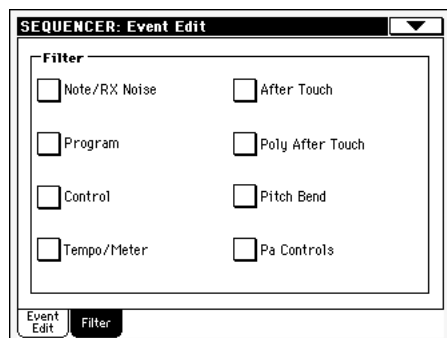 SEQUENCER: Event Edit
Filter
Note/RX Noise
After Touch
Program
Poly After Touch
Control
Pitch Bend
Tempo/Meter
Pa Controls
Event
Edit
Filter